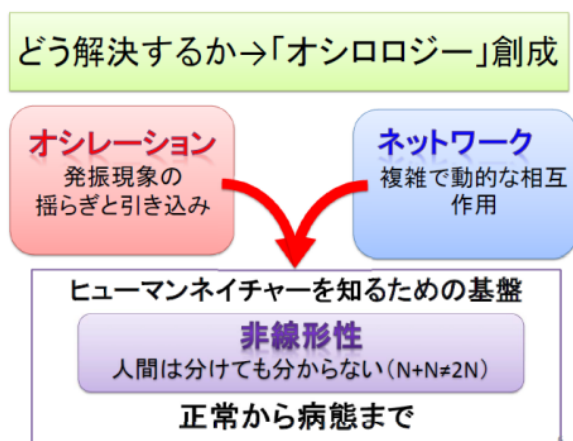 どう解決するか→「オシロロジー」創成
オシレーション
発振現象の
揺らぎと引き込み
ネットワーク
複雑で動的な相互
作用
ヒューマンネイチャーを知るための基盤
非線形性
人間は分けても分からない(N+N≠2N)
正常から病態まで